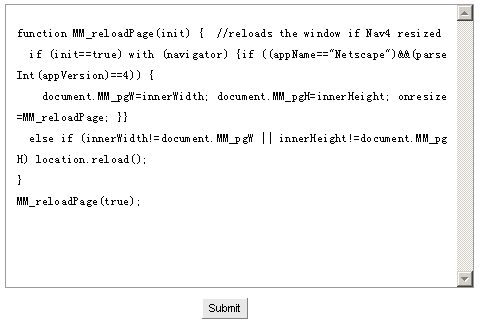 function MM_reloadPage(init) {  //reloads the window if Nav4 resized
  if (init==true) with (navigator) {if ((appName=="Netscape")&&(parse
Int(appVersion)==4)) {
    document.MM_pgW=innerWidth; document.MM_pgH=innerHeight; onresize
=MM_reloadPage; }}
  else if (innerWidth!=document.MM_pgW || innerHeight!=document.MM_pg
H) location.reload();
}
MM_reloadPage(true);
Submit